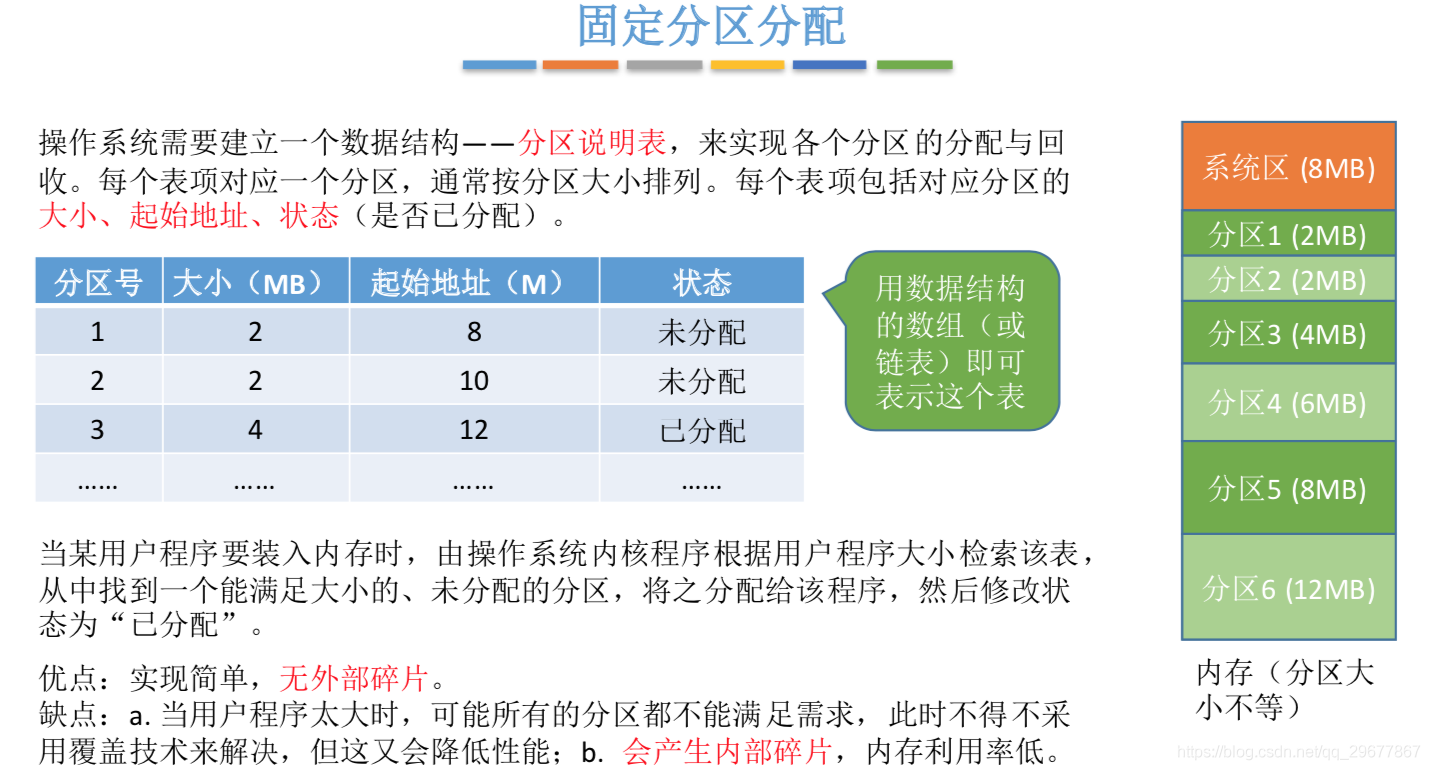 固定分区分配
操作系统需要建立一个数据结构——分区说明表，来实现各个分区的分配与回
收。每个表项对应一个分区，通常按分区大小排列。每个表项包括对应分区的
大小、起始地址、状态（是否已分配）。
分区号 大小（MB） 起始地址（M） 状态
1 2 8 未分配
2 2 10 未分配
3 4 12 已分配
…… …… …… ……
用数据结构
的数组（或
链表）即可
表示这个表
当某用户程序要装入内存时，由操作系统内核程序根据用户程序大小检索该表，
从中找到一个能满足大小的、未分配的分区，将之分配给该程序，然后修改状
态为“已分配”。
优点：实现简单，无外部碎片。
缺点：a. 当用户程序太大时，可能所有的分区都不能满足需求，此时不得不采
用覆盖技术来解决，但这又会降低性能；b. 会产生内部碎片，内存利用率低。
系统区 (8MB)
分区1 (2MB)
分区2 (2MB)
分区3 (4MB)
分区4 (6MB)
分区5 (8MB)
分区6 (12MB)
内存（分区大
小不等）
https://blog.csdn.net/qq_29677867